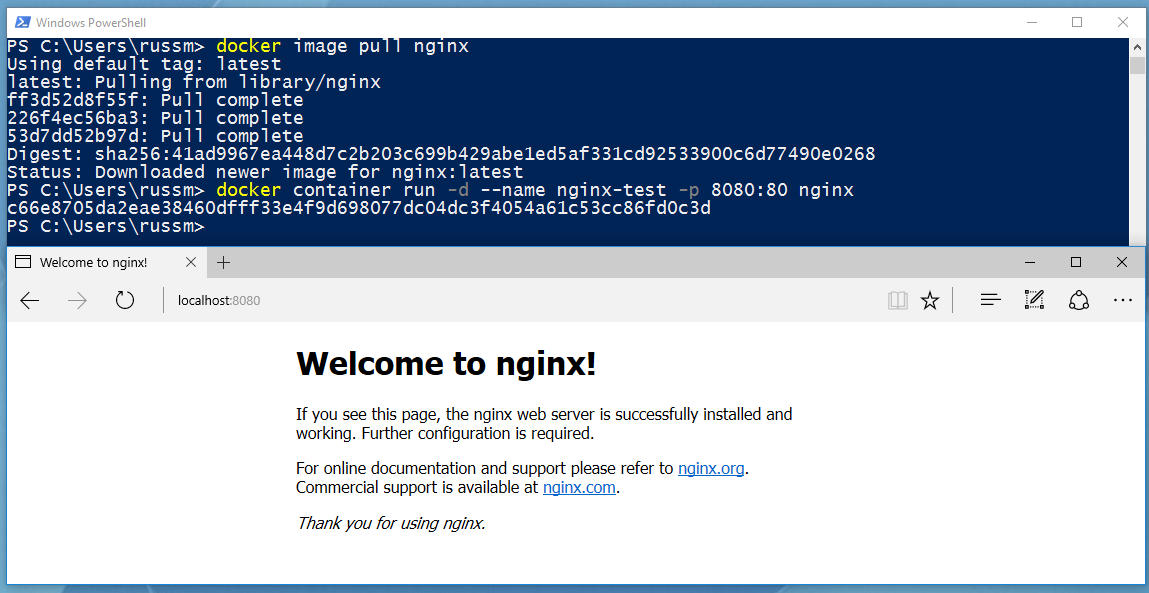 Windows PowerShell
PS C:\Users\russm> docker image pull nginx
Using default tag: latest
latest: Pulling from library/nginx
ff3d52d8f55f: Pull complete
226f4ec56ba3: Pull complete
53d7dd52b97d: Pull complete
Digest: sha256:41ad9967ea448d7c2b203c699b429abe1ed5af331cd92533900c6d77490e0268
Status: Downloaded newer image for nginx:latest
PS C:\Users\russm> docker container run -d --name nginx-test -p 8080:80 nginx
c66e8705da2eae38460dfff33e4f9d698077dc04dc3f4054a61c53cc86fd0c3d
PS C:\Users\russm>
Welcome to nginx!
localhost:8080
Welcome to nginx!
If you see this page, the nginx web server is successfully installed and
working. Further configuration is required.
For online documentation and support please refer to nginx.org.
Commercial support is available at nginx.com.
Thank you for using nginx.